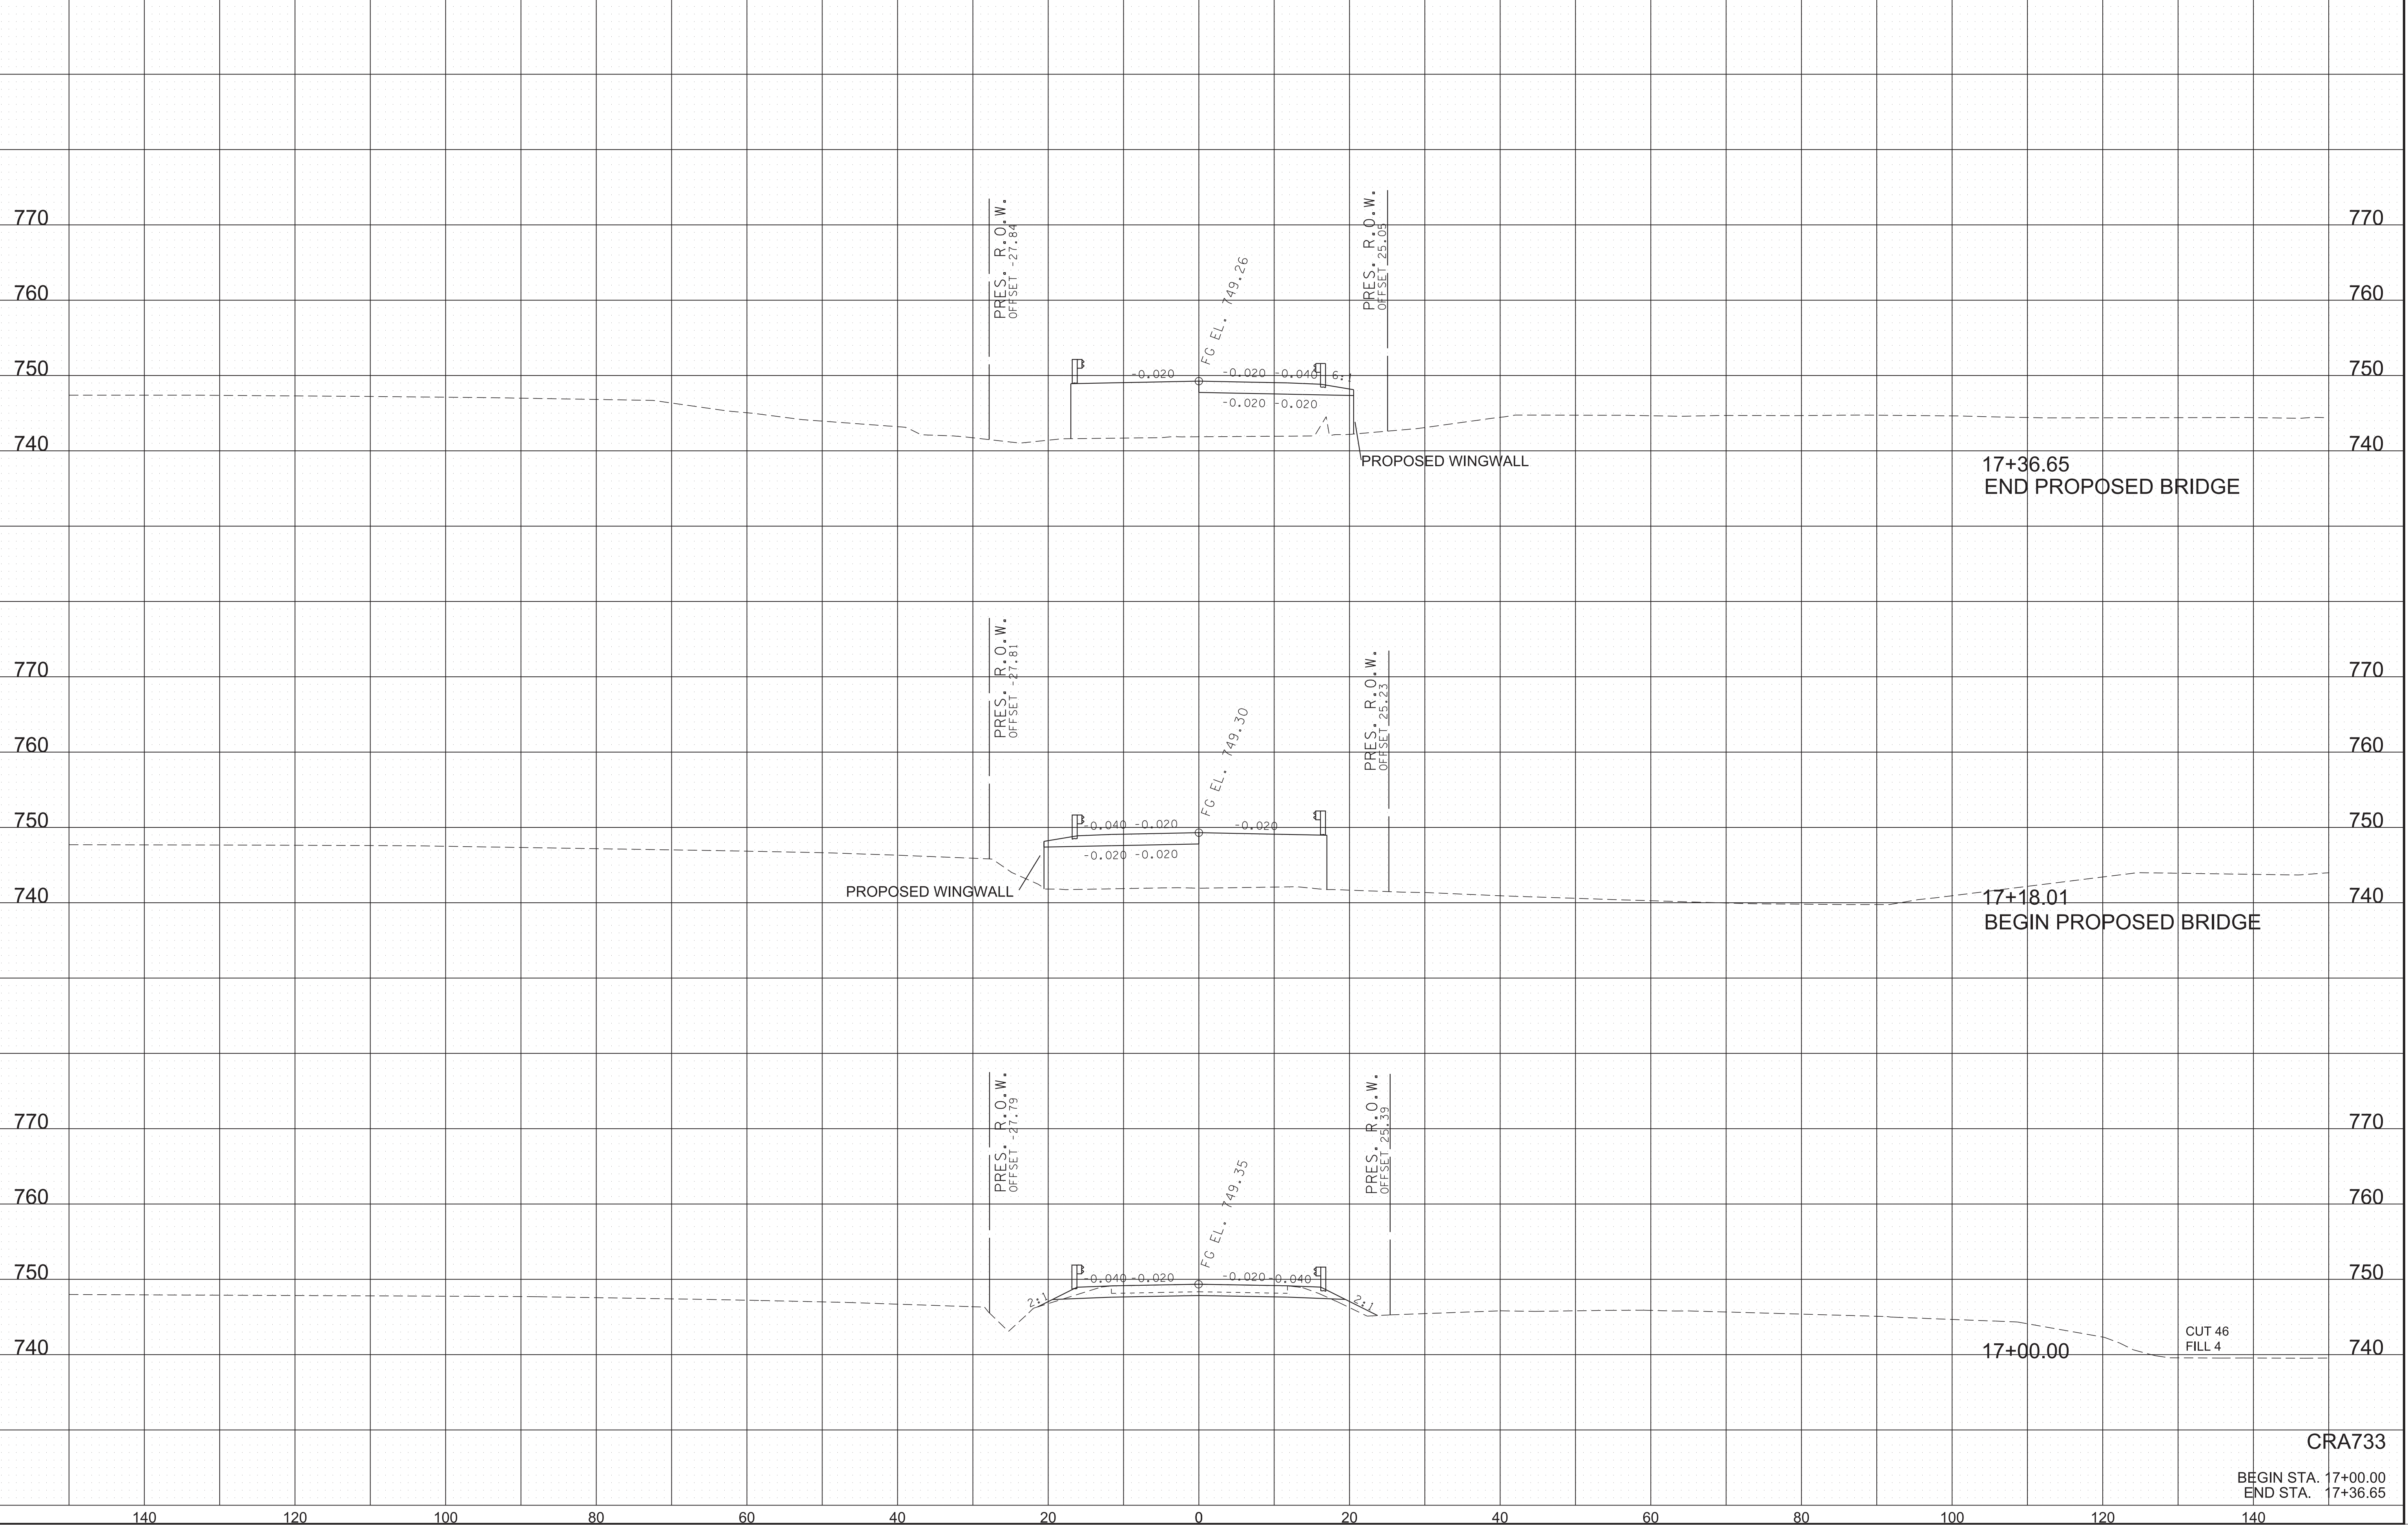 PRES. R.O.W.
OFFSET -27.84
PRES. R.O.W.
OFFSET 25.05
770
770
FG EL. 749.26
760
760
750
-0.020
-0.020 -0.040 6:1
750
-0.020 -0.020
740
740
PROPOSED WINGWALL
17+36.65
END PROPOSED BRIDGE
PRES. R.O.W.
OFFSET -27.81
PRES. R.O.W.
OFFSET 25.23
770
770
FG EL. 749.30
760
760
750
-0.040 -0.020
-0.020
750
-0.020 -0.020
PROPOSED WINGWALL
740
740
17+18.01
BEGIN PROPOSED BRIDGE
PRES. R.O.W.
OFFSET -27.79
PRES. R.O.W.
OFFSET 25.39
770
770
FG EL. 749.35
760
760
750
-0.040 -0.020
-0.020 -0.040
750
2:1
2:1
CUT 46
FILL 4
740
740
17+00.00
CRA733
BEGIN STA. 17+00.00
END STA. 17+36.65
140 120 100 80 60 40 20 0 20 40 60 80 100 120 140